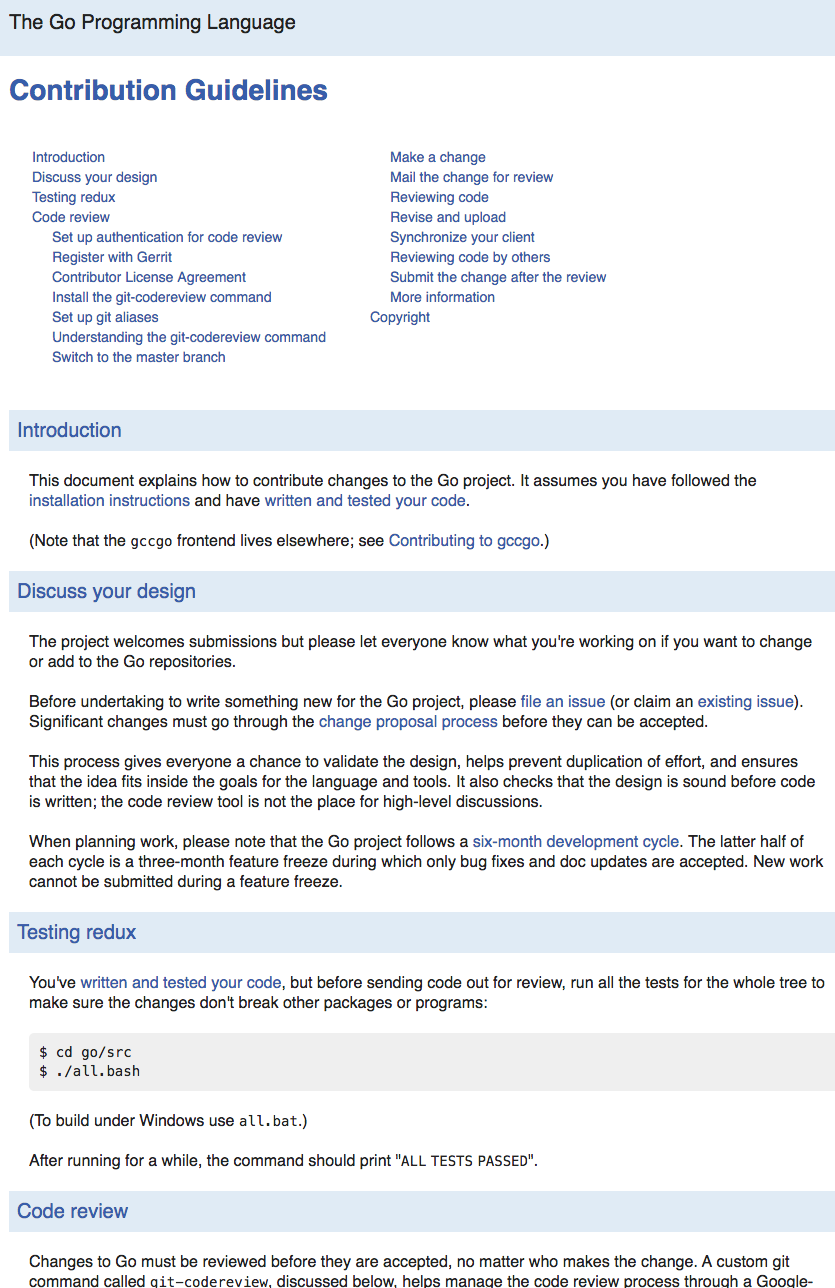 The Go Programming Language
Contribution Guidelines
Introduction
Discuss your design
Testing redux
Code review
Set up authentication for code review
Register with Gerrit
Contributor License Agreement
Install the git-codereview command
Set up git aliases
Understanding the git-codereview command
Switch to the master branch
Make a change
Mail the change for review
Reviewing code
Revise and upload
Synchronize your client
Reviewing code by others
Submit the change after the review
More information
Copyright
Introduction
This document explains how to contribute changes to the Go project. It assumes you have followed the
installation instructions and have written and tested your code.
(Note that the gccgo frontend lives elsewhere; see Contributing to gccgo.)
Discuss your design
The project welcomes submissions but please let everyone know what you're working on if you want to change
or add to the Go repositories.
Before undertaking to write something new for the Go project, please file an issue (or claim an existing issue).
Significant changes must go through the change proposal process before they can be accepted.
This process gives everyone a chance to validate the design, helps prevent duplication of effort, and ensures
that the idea fits inside the goals for the language and tools. It also checks that the design is sound before code
is written; the code review tool is not the place for high-level discussions.
When planning work, please note that the Go project follows a six-month development cycle. The latter half of
each cycle is a three-month feature freeze during which only bug fixes and doc updates are accepted. New work
cannot be submitted during a feature freeze.
Testing redux
You've written and tested your code, but before sending code out for review, run all the tests for the whole tree to
make sure the changes don't break other packages or programs:
$ cd go/src
$ ./all.bash
(To build under Windows use all.bat.)
After running for a while, the command should print "ALL TESTS PASSED".
Code review
Changes to Go must be reviewed before they are accepted, no matter who makes the change. A custom git
command called git-codereview, discussed below, helps manage the code review process through a Google-